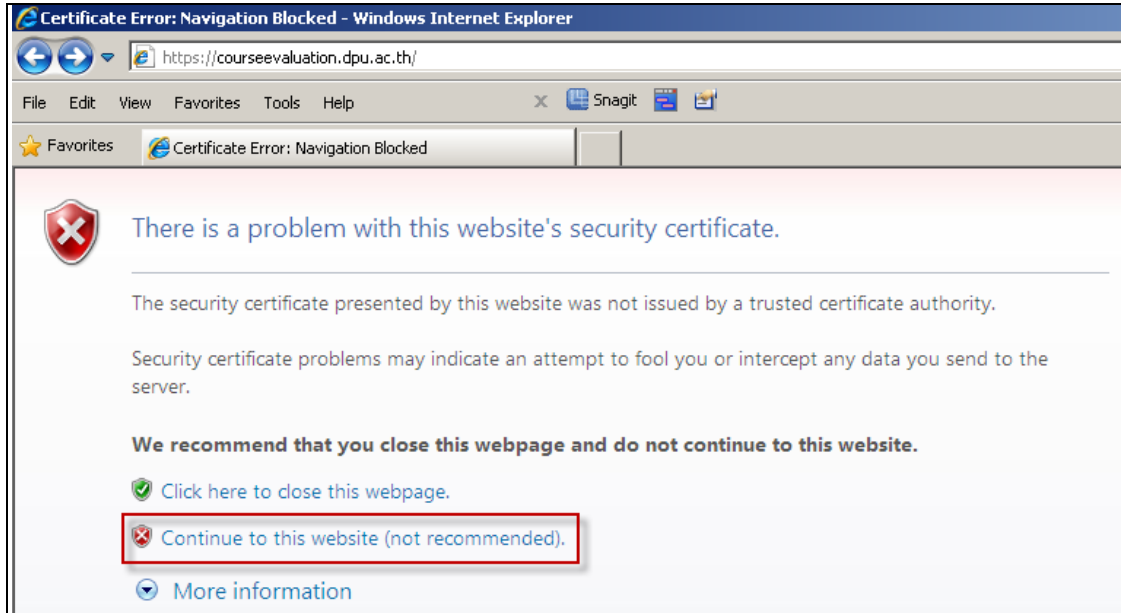 Certificate Error: Navigation Blocked - Windows Internet Explorer
https://courseevaluation.dpu.ac.th/
File Edit View Favorites Tools Help x Snagit
Favorites Certificate Error: Navigation Blocked
There is a problem with this website's security certificate.
The security certificate presented by this website was not issued by a trusted certificate authority.
Security certificate problems may indicate an attempt to fool you or intercept any data you send to the
server.
We recommend that you close this webpage and do not continue to this website.
Click here to close this webpage.
Continue to this website (not recommended).
More information